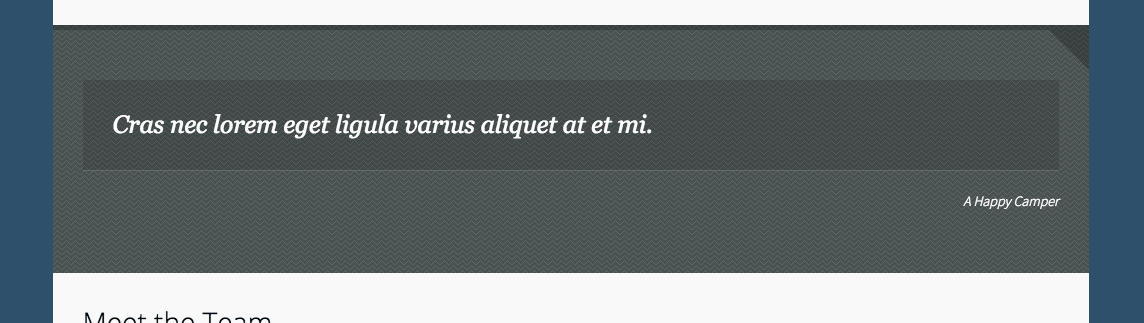 Cras nec lorem eget ligula varius aliquet at et mi.
A Happy Camper
Meet the Team